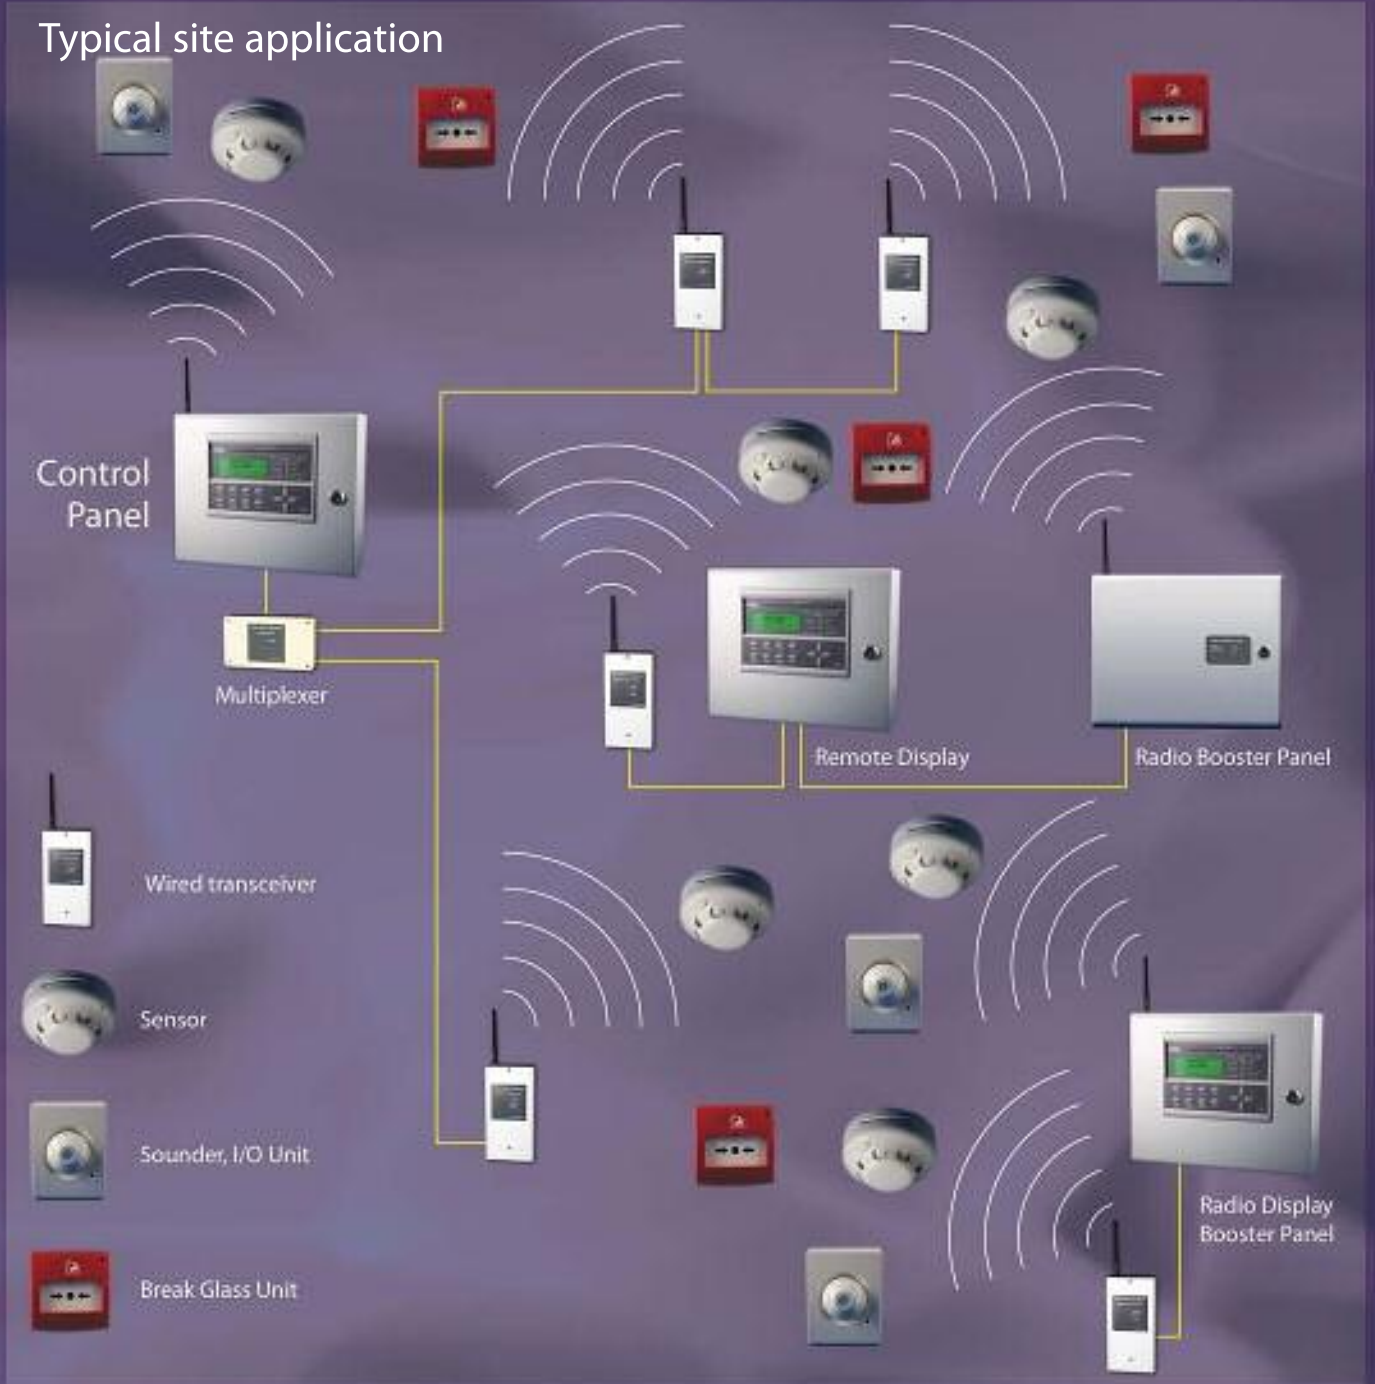 Typical site application
Control
Panel
Multiplexer
Remote Display
Radio Booster Panel
Wired transceiver
Sensor
Sounder, I/O Unit
Radio Display
Booster Panel
Break Glass Unit